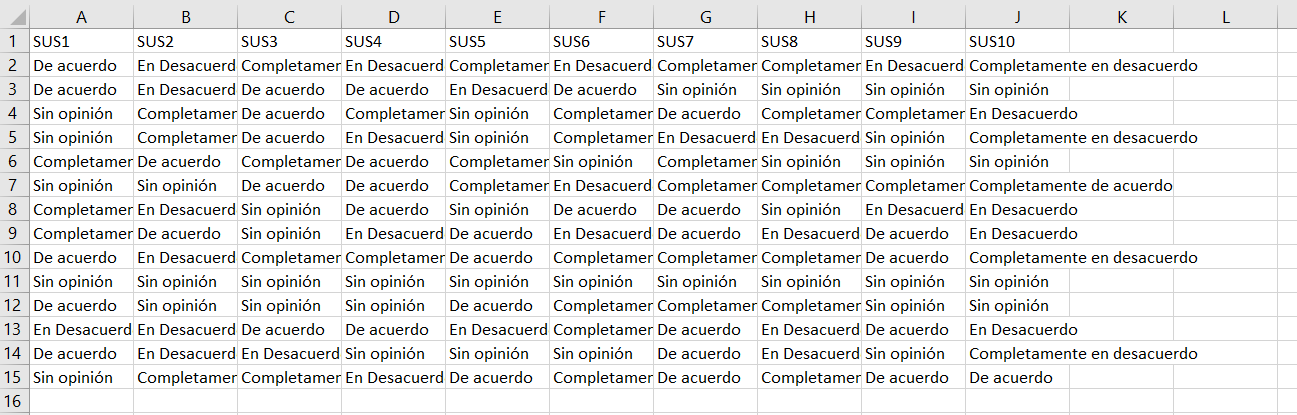 A B C D E F G H I J K L
1 SUS1 SUS2 SUS3 SUS4 SUS5 SUS6 SUS7 SUS8 SUS9 SUS10
2 De acuerdo En Desacuerd Completamer En Desacuerd Completamer En Desacuerd Completamer Completamer En Desacuerd Completamente en desacuerdo
3 De acuerdo En Desacuerd De acuerdo De acuerdo En Desacuerd De acuerdo Sin opinión Sin opinión Sin opinión Sin opinión
4 Sin opinión Completamer De acuerdo Completamer Sin opinión Completamer De acuerdo Completamer Completamer En Desacuerdo
5 Sin opinión Completamer De acuerdo En Desacuerd Sin opinión Completamer En Desacuerd En Desacuerd Sin opinión Completamente en desacuerdo
6 Completamer De acuerdo Completamer De acuerdo Completamer Sin opinión Completamer Sin opinión Sin opinión Sin opinión
7 Sin opinión Sin opinión De acuerdo De acuerdo Completamer En Desacuerd Completamer Completamer Completamer Completamente de acuerdo
8 Completamer En Desacuerd Sin opinión De acuerdo Sin opinión De acuerdo De acuerdo Sin opinión En Desacuerd En Desacuerdo
9 Completamer De acuerdo Sin opinión En Desacuerd De acuerdo En Desacuerd De acuerdo En Desacuerd De acuerdo En Desacuerdo
10 De acuerdo En Desacuerd Completamer Completamer De acuerdo Completamer Completamer Completamer De acuerdo Completamente en desacuerdo
11 Sin opinión Sin opinión Sin opinión Sin opinión Sin opinión Sin opinión Sin opinión Sin opinión Sin opinión Sin opinión
12 De acuerdo Sin opinión Sin opinión Sin opinión De acuerdo Completamer Completamer Completamer Sin opinión Sin opinión
13 En Desacuerd En Desacuerd De acuerdo De acuerdo En Desacuerd Completamer De acuerdo En Desacuerd De acuerdo En Desacuerdo
14 De acuerdo En Desacuerd En Desacuerd Sin opinión Sin opinión Sin opinión De acuerdo En Desacuerd Sin opinión Completamente en desacuerdo
15 Sin opinión Completamer Completamer En Desacuerd De acuerdo Completamer De acuerdo Completamer De acuerdo De acuerdo
16